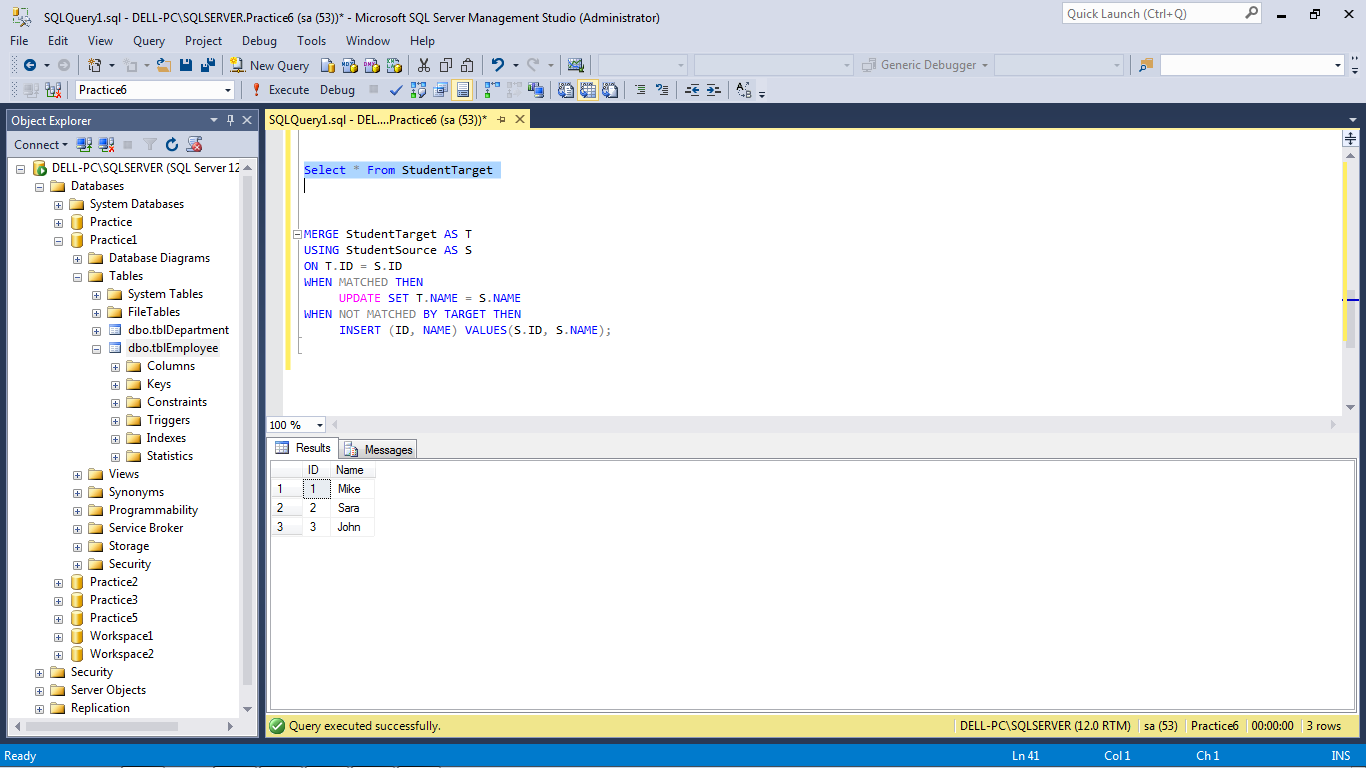 SQLQuery1.sql - DELL-PC\SQLSERVER.Practice6 (sa (53))* - Microsoft SQL Server Management Studio (Administrator)
Quick Launch (Ctrl+Q)
File Edit View Query Project Debug Tools Window Help
New Query
Generic Debugger
Practice6
Execute Debug
Object Explorer
Connect
DELL-PC\SQLSERVER (SQL Server 12
Databases
System Databases
Practice
Practice1
Database Diagrams
Tables
System Tables
FileTables
dbo.tblDepartment
dbo.tblEmployee
Columns
Keys
Constraints
Triggers
Indexes
Statistics
Views
Synonyms
Programmability
Service Broker
Storage
Security
Practice2
Practice3
Practice5
Workspace1
Workspace2
Security
Server Objects
Replication
SQLQuery1.sql - DEL....Practice6 (sa (53))*
Select * From StudentTarget
MERGE StudentTarget AS T
USING StudentSource AS S
ON T.ID = S.ID
WHEN MATCHED THEN
UPDATE SET T.NAME = S.NAME
WHEN NOT MATCHED BY TARGET THEN
INSERT (ID, NAME) VALUES(S.ID, S.NAME);
100 %
Results Messages
ID Name
1 1 Mike
2 2 Sara
3 3 John
Query executed successfully.
DELL-PC\SQLSERVER (12.0 RTM) sa (53) Practice6 00:00:00 3 rows
Ready
Ln 41 Col 1 Ch 1 INS